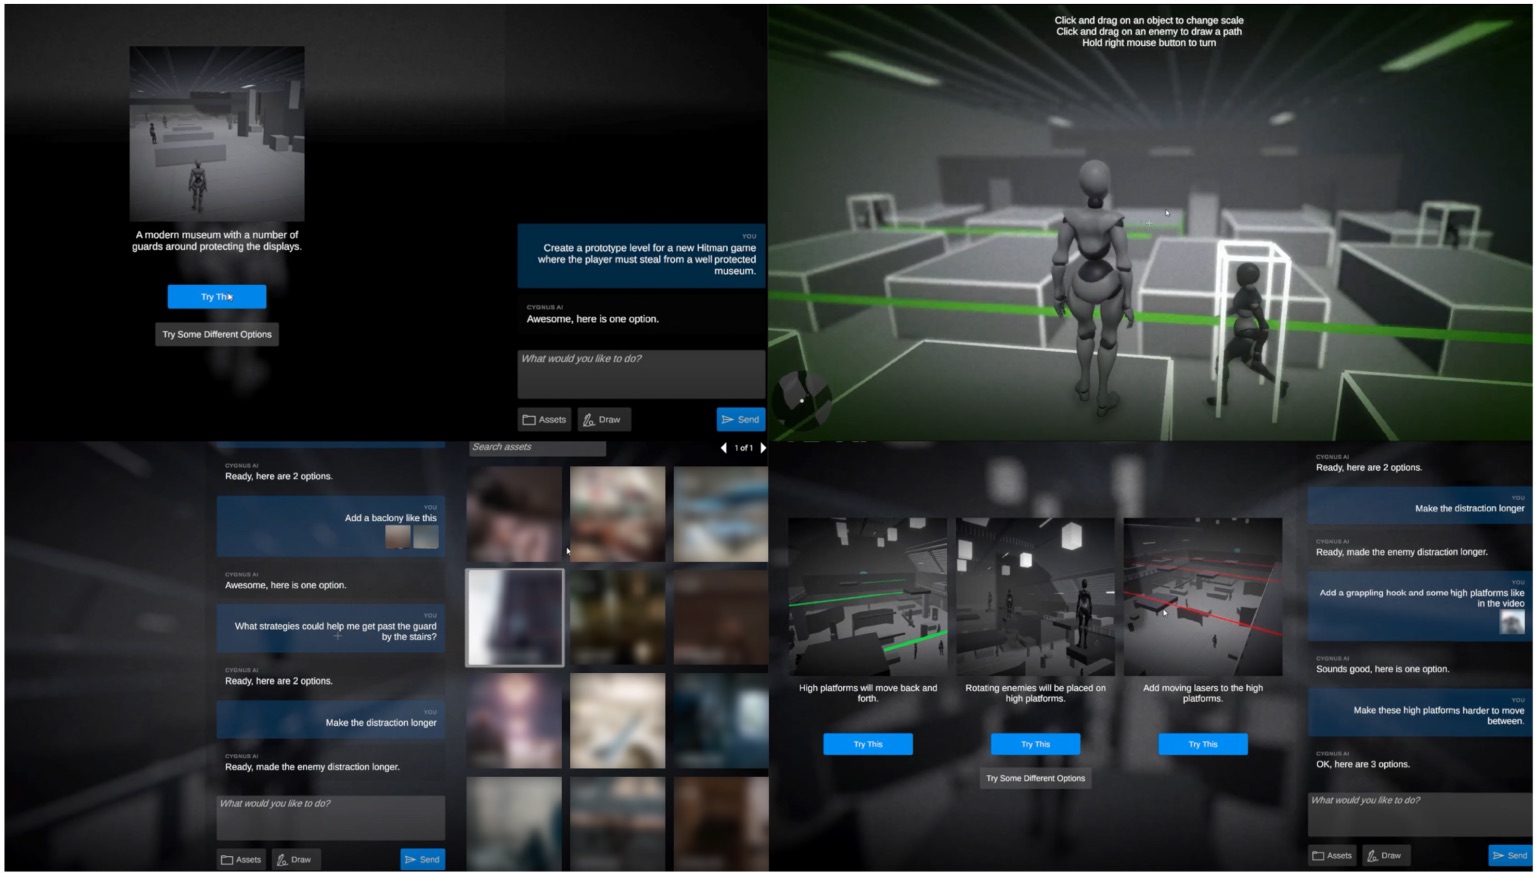 A modern museum with a number of
guards around protecting the displays.
Try This
Try Some Different Options
YOU
Create a prototype level for a new Hitman game
where the player must steal from a well protected
museum.
CYGNUS AI
Awesome, here is one option.
What would you like to do?
Assets
Draw
Send
Click and drag on an object to change scale
Click and drag on an enemy to draw a path
Hold right mouse button to turn
CYGNUS AI
Ready, here are 2 options.
YOU
Add a baclony like this
CYGNUS AI
Awesome, here is one option.
YOU
What strategies could help me get past the guard
by the stairs?
CYGNUS AI
Ready, here are 2 options.
YOU
Make the distraction longer
CYGNUS AI
Ready, made the enemy distraction longer.
What would you like to do?
Assets
Draw
Send
Search assets
1 of 1
High platforms will move back and
forth.
Try This
Rotating enemies will be placed on
high platforms.
Try This
Add moving lasers to the high
platforms.
Try This
Try Some Different Options
CYGNUS AI
Ready, here are 2 options.
YOU
Make the distraction longer
CYGNUS AI
Ready, made the enemy distraction longer.
YOU
Add a grappling hook and some high platforms like
in the video
CYGNUS AI
Sounds good, here is one option.
YOU
Make these high platforms harder to move
between.
CYGNUS AI
OK, here are 3 options.
What would you like to do?
Assets
Draw
Send